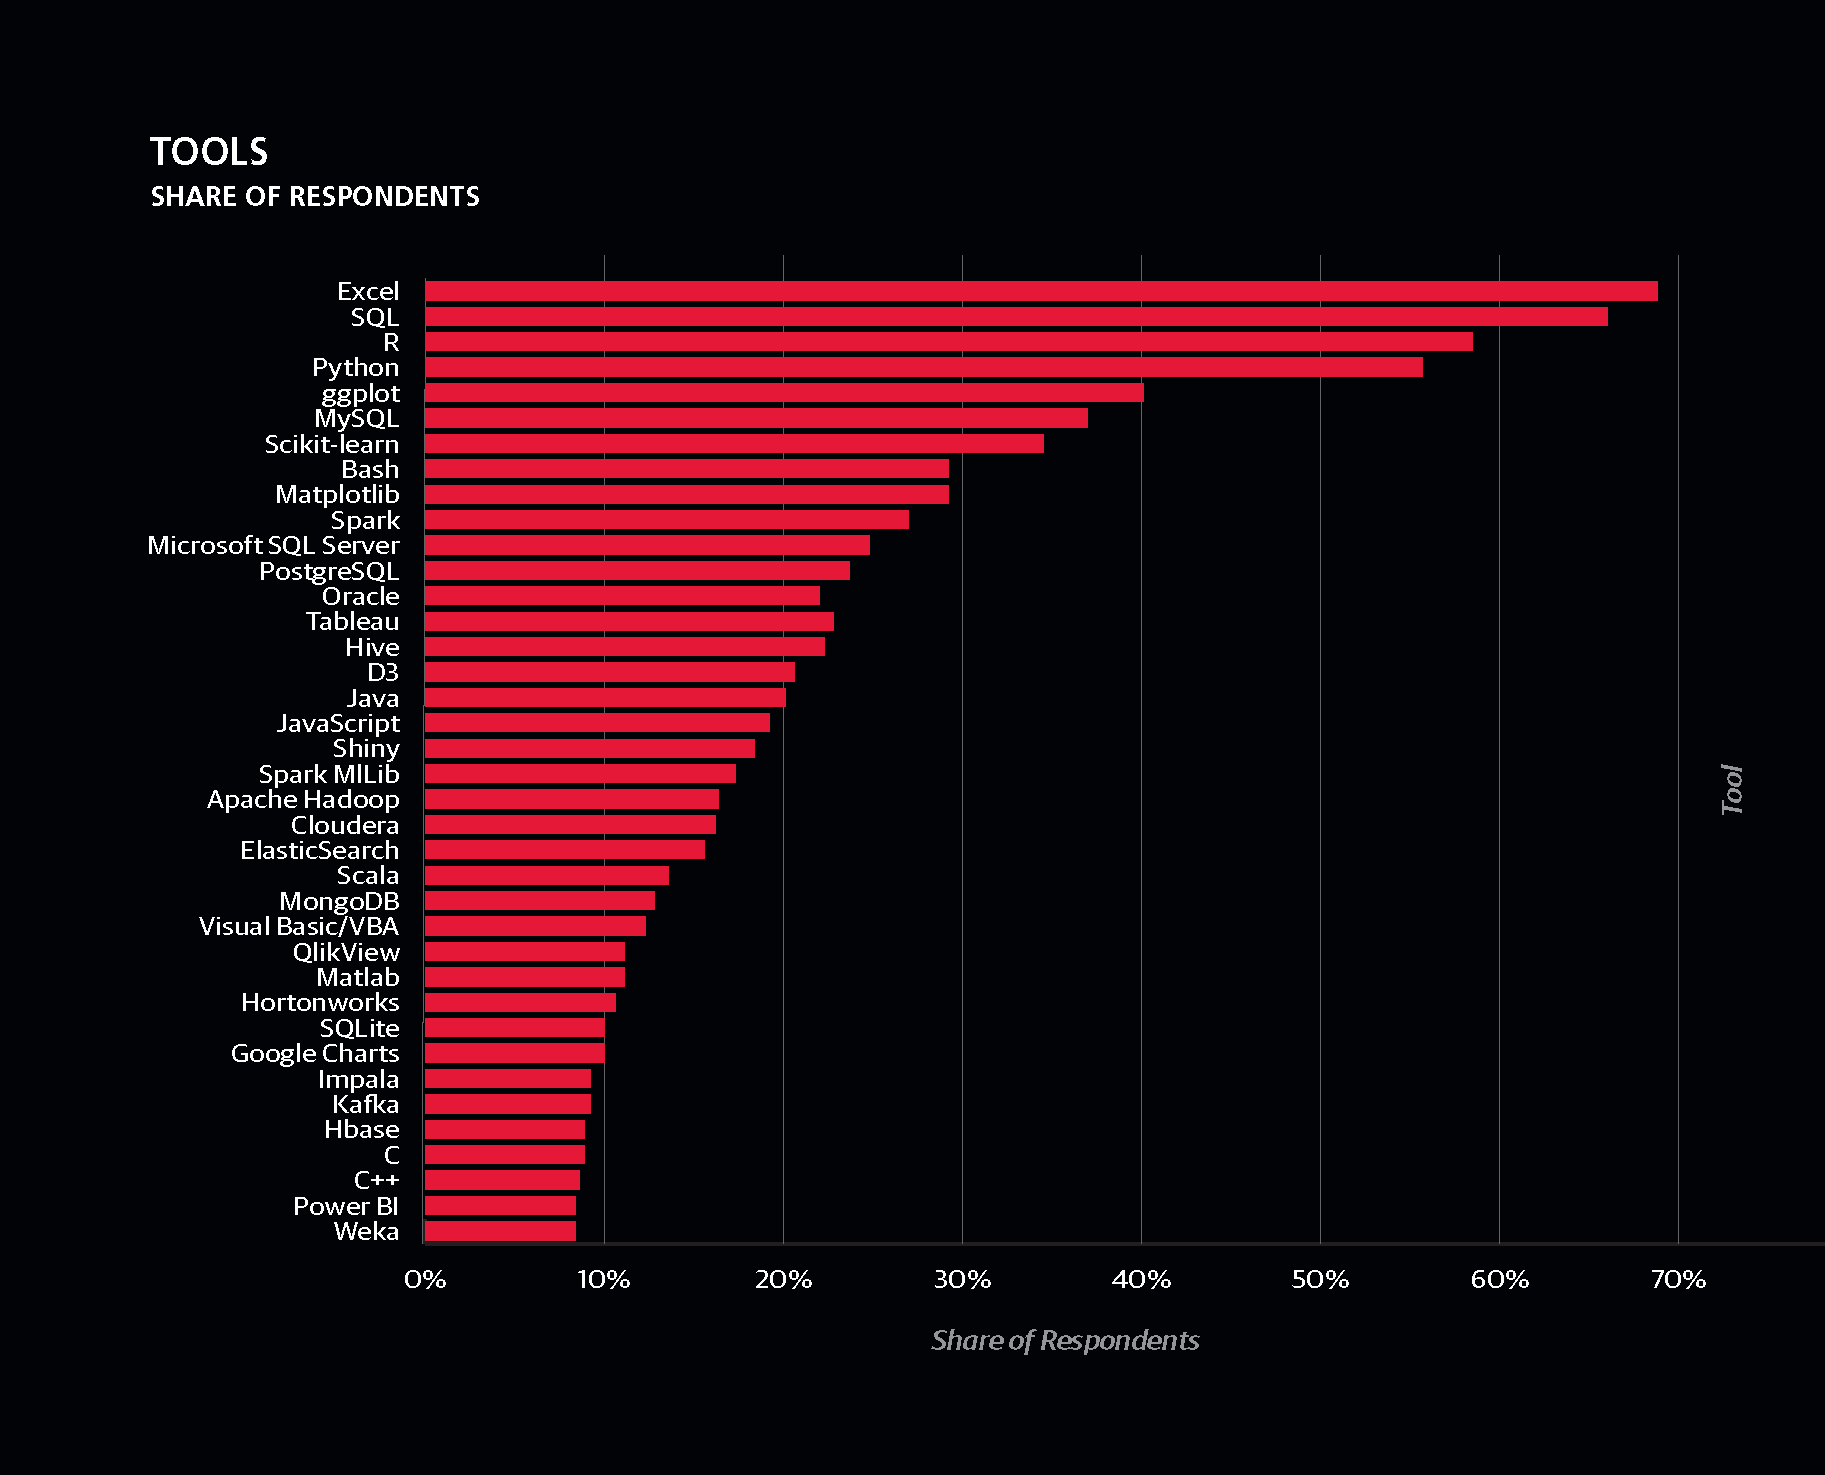 TOOLS
SHARE OF RESPONDENTS
Excel
SQL
R
Python
ggplot
MySQL
Scikit-learn
Bash
Matplotlib
Spark
Microsoft SQL Server
PostgreSQL
Oracle
Tableau
Hive
D3
Java
JavaScript
Shiny
Spark MlLib
Apache Hadoop
Cloudera
ElasticSearch
Scala
MongoDB
Visual Basic/VBA
QlikView
Matlab
Hortonworks
SQLite
Google Charts
Impala
Kafka
Hbase
C
C++
Power BI
Weka
Tool
0% 10% 20% 30% 40% 50% 60% 70%
Share of Respondents